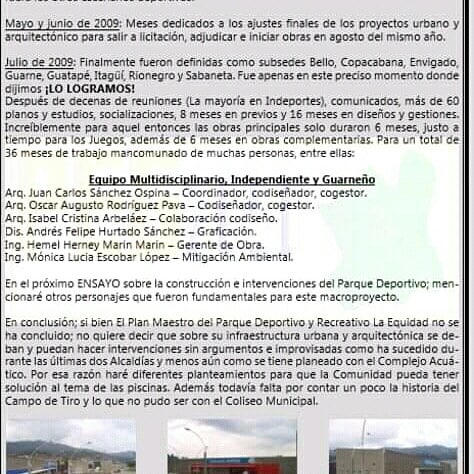 Mayo y junio de 2009: Meses dedicados a los ajustes finales de los proyectos urbano y
arquitectónico para salir a licitación, adjudicar e iniciar obras en agosto del mismo año.
Julio de 2009: Finalmente fueron definidas como subsedes Bello, Copacabana, Envigado,
Guarne, Guatapé, Itagüí, Rionegro y Sabaneta. Fue apenas en este preciso momento donde
dijimos ¡LO LOGRAMOS!
Después de decenas de reuniones (La mayoría en Indeportes), comunicados, más de 60
planos y estudios, socializaciones, 8 meses en previos y 16 meses en diseños y gestiones.
Increíblemente para aquel entonces las obras principales solo duraron 6 meses, justo a
tiempo para los Juegos, además de 6 meses en obras complementarias. Para un total de
36 meses de trabajo mancomunado de muchas personas, entre ellas:
Equipo Multidisciplinario, Independiente y Guarneño
Arq. Juan Carlos Sánchez Ospina – Coordinador, codiseñador, cogestor.
Arq. Oscar Augusto Rodríguez Pava – Codiseñador, cogestor.
Arq. Isabel Cristina Arbeláez – Colaboración codiseño.
Dis. Andrés Felipe Hurtado Sánchez – Graficación.
Ing. Hemel Herney Marin Marin – Gerente de Obra.
Ing. Mónica Lucia Escobar López – Mitigación Ambiental.
En el próximo ENSAYO sobre la construcción e intervenciones del Parque Deportivo; men-
cionaré otros personajes que fueron fundamentales para este macroproyecto.
En conclusión; si bien El Plan Maestro del Parque Deportivo y Recreativo La Equidad no se
ha concluido; no quiere decir que sobre su infraestructura urbana y arquitectónica se de-
ban y puedan hacer intervenciones sin argumentos e improvisadas como ha sucedido du-
rante las últimas dos Alcaldías y menos aún como se tiene planeado con el Complejo Acuá-
tico. Por esa razón haré diferentes planteamientos para que la Comunidad pueda tener
solución al tema de las piscinas. Además todavía falta por contar un poco la historia del
Campo de Tiro y lo que no pudo ser con el Coliseo Municipal.